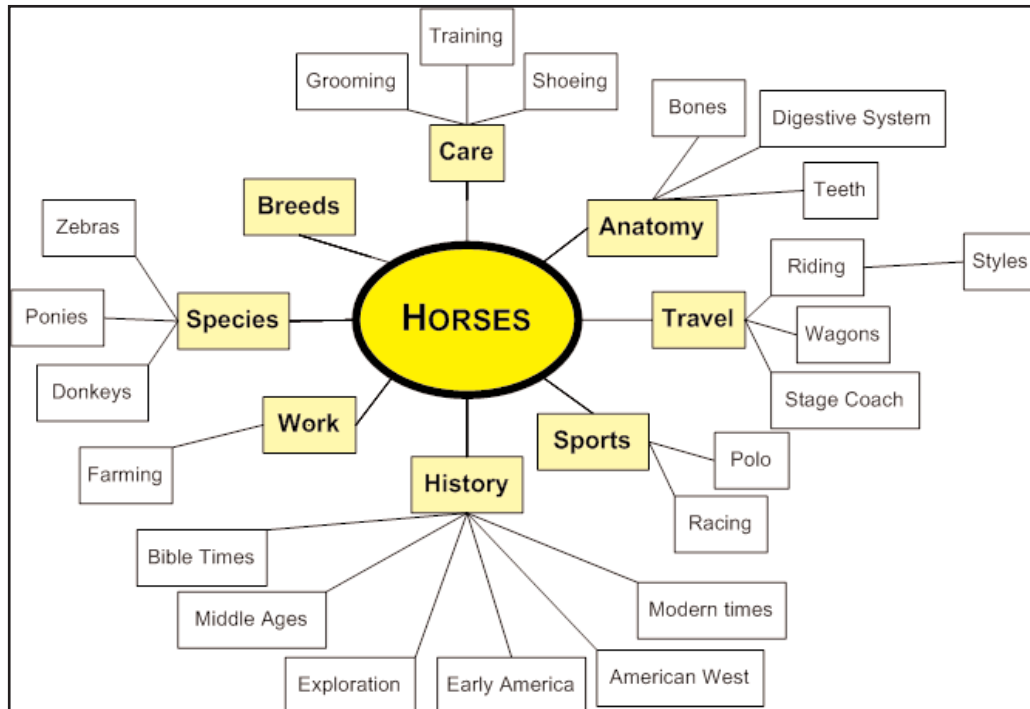 Training
Grooming
Shoeing
Care
Bones
Digestive System
Teeth
Anatomy
Breeds
Zebras
Ponies
Donkeys
Species
HORSES
Travel
Riding
Styles
Wagons
Stage Coach
Work
Farming
Sports
Polo
Racing
History
Bible Times
Middle Ages
Exploration
Early America
American West
Modern times